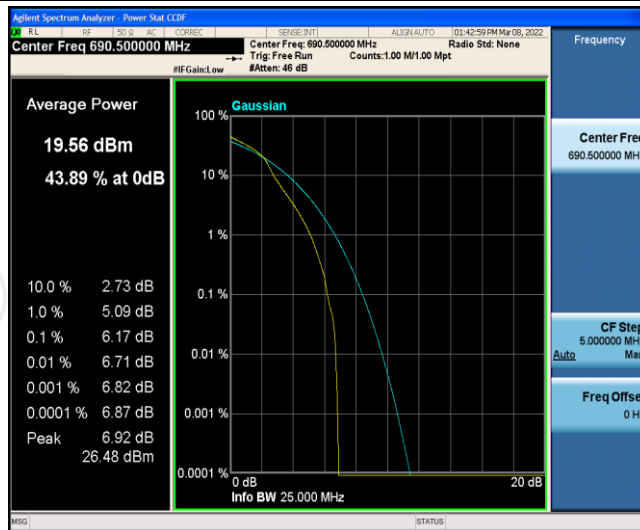 Agilent Spectrum Analyzer - Power Stat CCDF
RL RF 50 Ω AC CORREC SENSE:INT ALIGN AUTO 01:42:59 PM Mar 08, 2022
Center Freq 690.500000 MHz
Center Freq: 690.500000 MHz Radio Std: None
Trig: Free Run Counts:1.00 M/1.00 Mpt
#IFGain:Low #Atten: 46 dB
Frequency
Average Power
19.56 dBm
43.89 % at 0dB
10.0 % 2.73 dB
1.0 % 5.09 dB
0.1 % 6.17 dB
0.01 % 6.71 dB
0.001 % 6.82 dB
0.0001 % 6.87 dB
Peak 6.92 dB
26.48 dBm
Gaussian
100 %
10 %
1 %
0.1 %
0.01 %
0.001 %
0.0001 %
0 dB 20 dB
Info BW 25.000 MHz
Center Freq
690.500000 MH
CF Step
5.000000 MH
Auto Man
Freq Offse
0 H
MSG STATUS